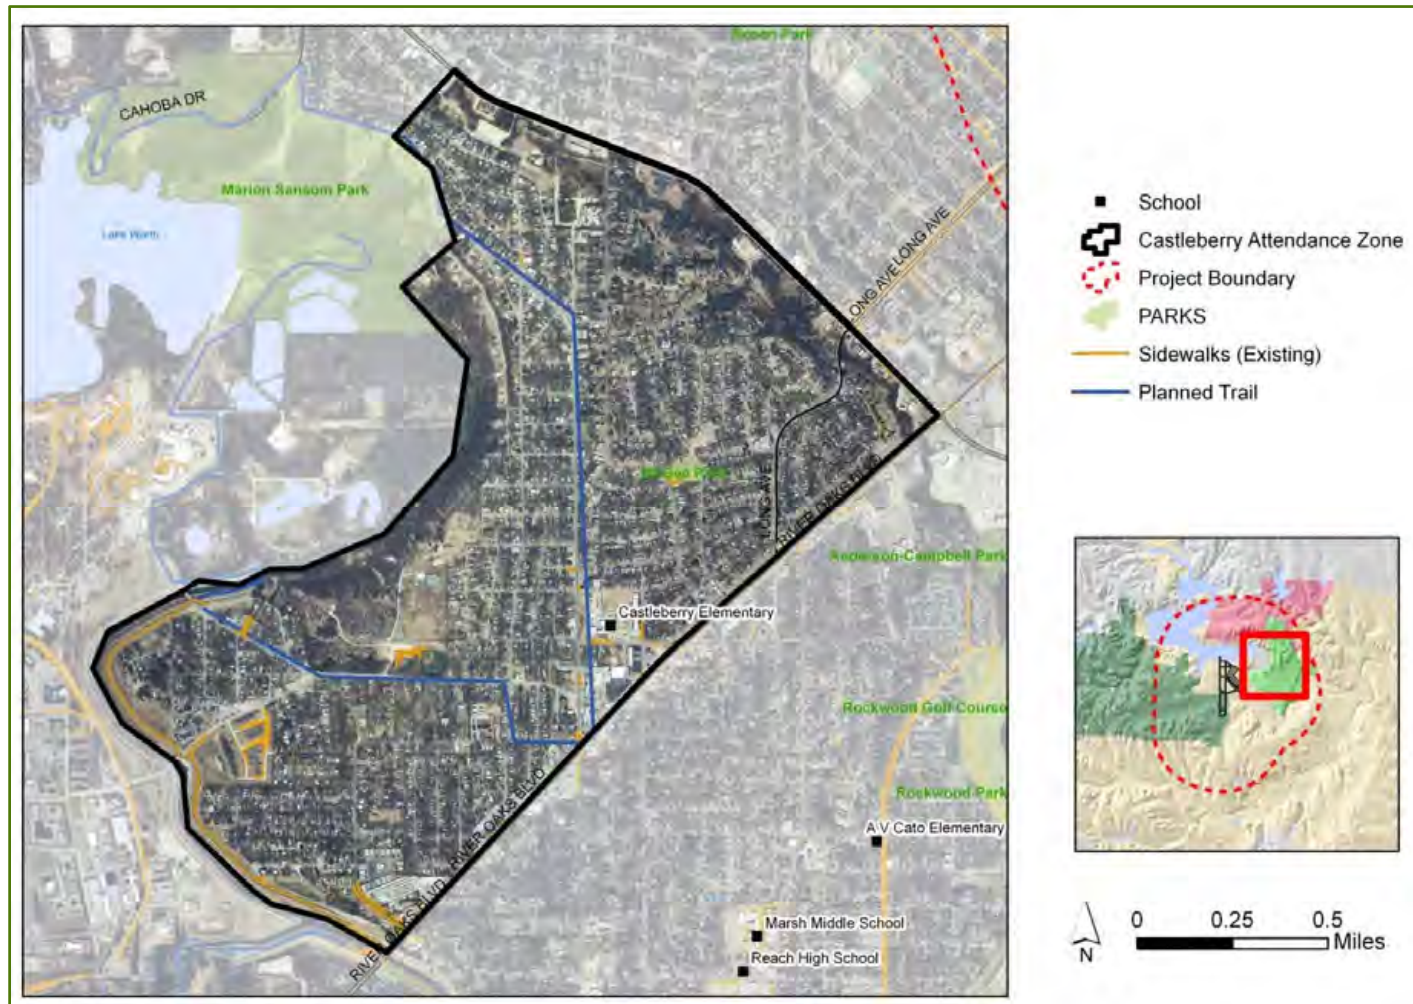 CAHOBA DR
Marion Sansom Park
Lake Worth
LONG AVE
LONG AVE
LONG AVE
RIVER OAKS BLVD
Anderson-Campbell Park
Castleberry Elementary
Rockwood Golf Course
Rockwood Park
RIVER OAKS BLVD
RIVER OAKS BLVD
A V Cato Elementary
Marsh Middle School
Reach High School
School
Castleberry Attendance Zone
Project Boundary
PARKS
Sidewalks (Existing)
Planned Trail
N
0 0.25 0.5
Miles